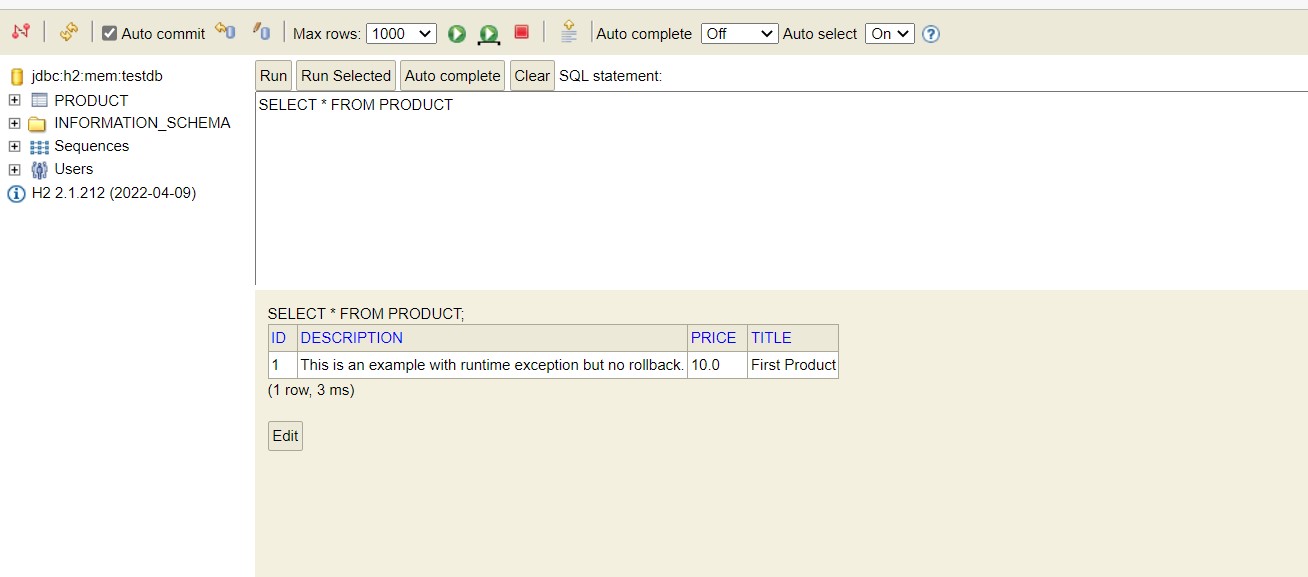 Auto commit Max rows: 1000 Auto complete Off Auto select On ?
jdbc:h2:mem:testdb
PRODUCT
INFORMATION_SCHEMA
Sequences
Users
H2 2.1.212 (2022-04-09)
Run Run Selected Auto complete Clear SQL statement:
SELECT * FROM PRODUCT
SELECT * FROM PRODUCT;
ID DESCRIPTION PRICE TITLE
1 This is an example with runtime exception but no rollback. 10.0 First Product
(1 row, 3 ms)
Edit